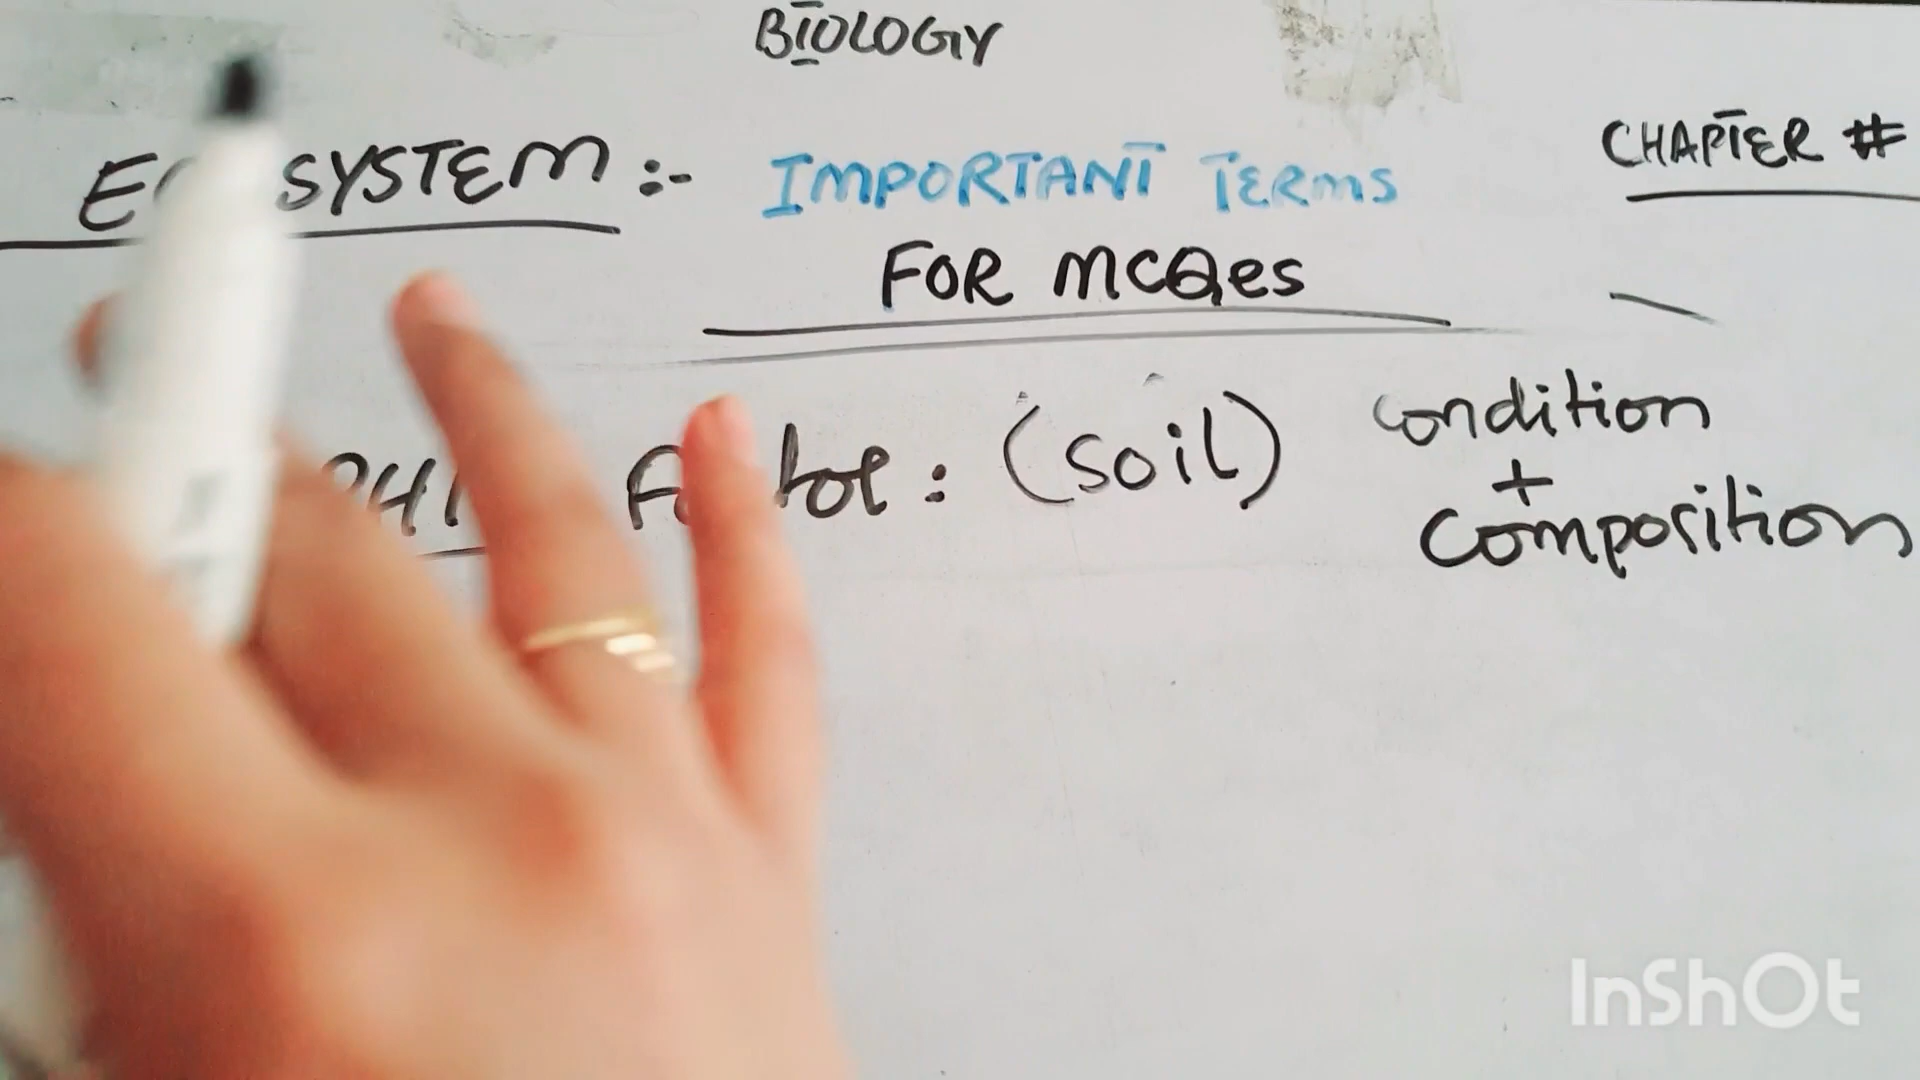 BIOLOGY
SYSTEM :- IMPORTANT TERMS
CHAPTER #
FOR MCQes
(soil) condition
+
composition
InShOt